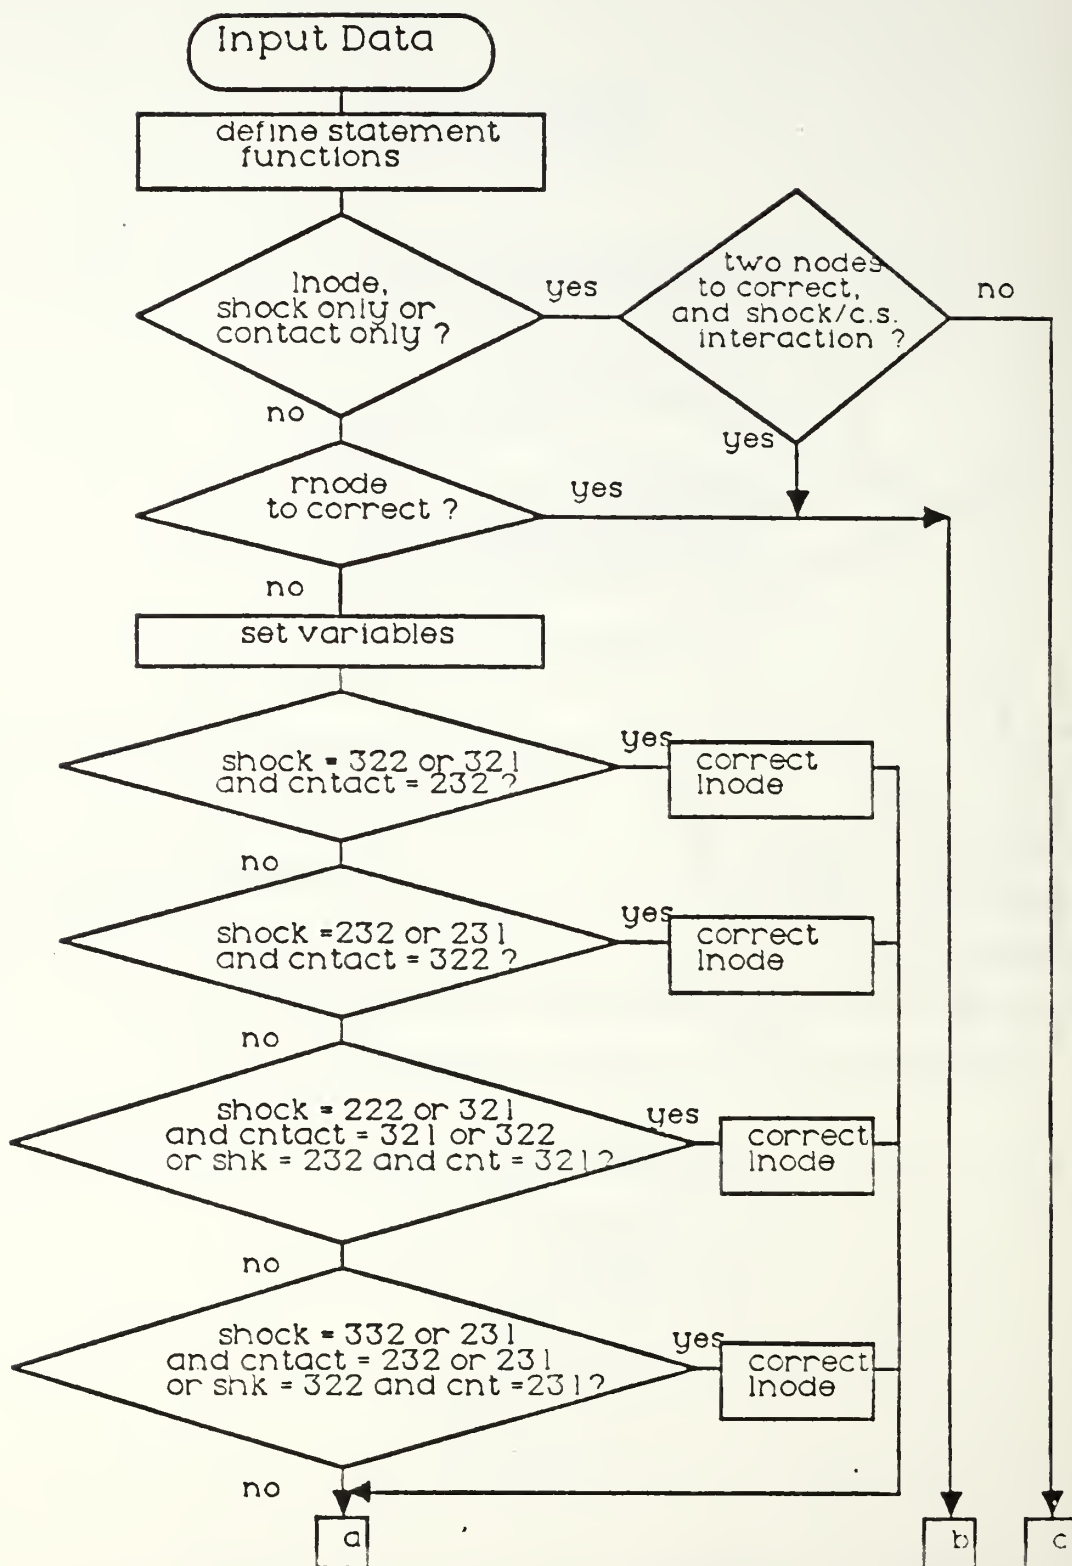 Input Data
define statement
functions
lnode,
shock only or
contact only ?
yes
two nodes
to correct,
and shock/c.s.
interaction ?
no
no
yes
rnode
to correct ?
yes
no
set variables
shock = 322 or 321
and cntact = 232 ?
yes
correct
lnode
no
shock =232 or 231
and cntact = 322 ?
yes
correct
lnode
no
shock = 222 or 321
and cntact = 321 or 322
or shk = 232 and cnt = 321?
yes
correct
lnode
no
shock = 332 or 231
and cntact = 232 or 231
or shk = 322 and cnt =231?
yes
correct
lnode
no
a
b
c